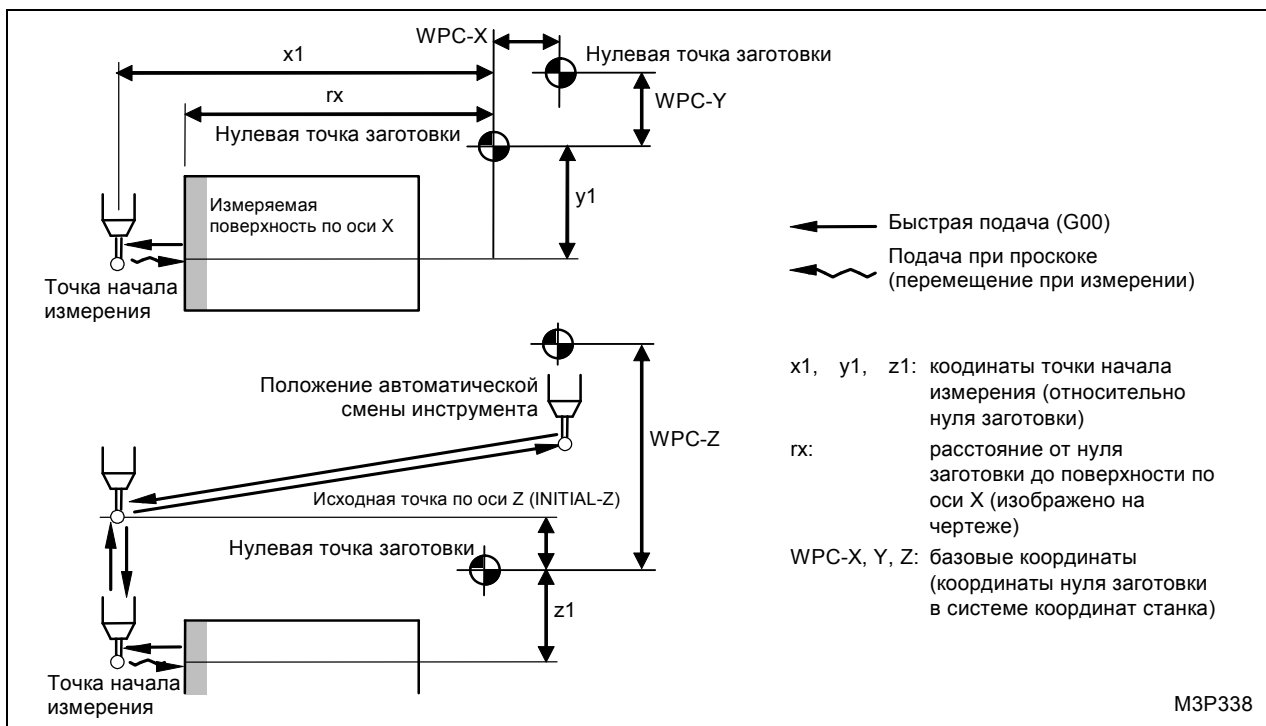 WPC-X
x1
Нулевая точка заготовки
rx
WPC-Y
Нулевая точка заготовки
y1
Измеряемая
поверхность по оси X
Точка начала
измерения
Быстрая подача (G00)
Подача при проскоке
(перемещение при измерении)
Положение автоматической
смены инструмента
WPC-Z
Исходная точка по оси Z (INITIAL-Z)
Нулевая точка заготовки
z1
Точка начала
измерения
x1, y1, z1: коодинаты точки начала
измерения (относительно
нуля заготовки)
rx: расстояние от нуля
заготовки до поверхности по
оси X (изображено на
чертеже)
WPC-X, Y, Z: базовые координаты
(координаты нуля заготовки
в системе координат станка)
M3P338